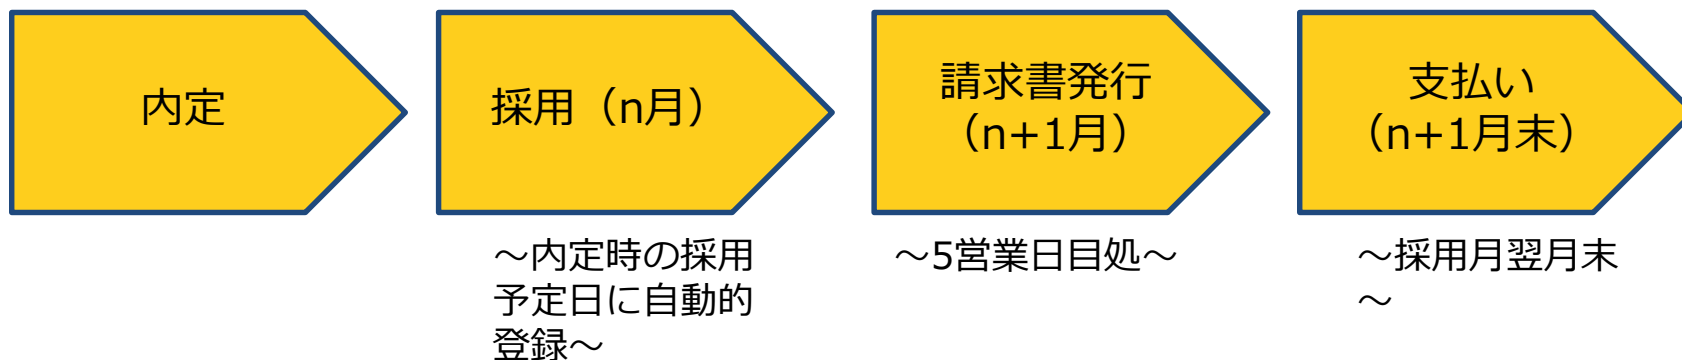 内定
採用（n月）
請求書発行
（n+1月）
支払い
（n+1月末）
～内定時の採用
予定日に自動的
登録～
～5営業日目処～
～採用月翌月末
～